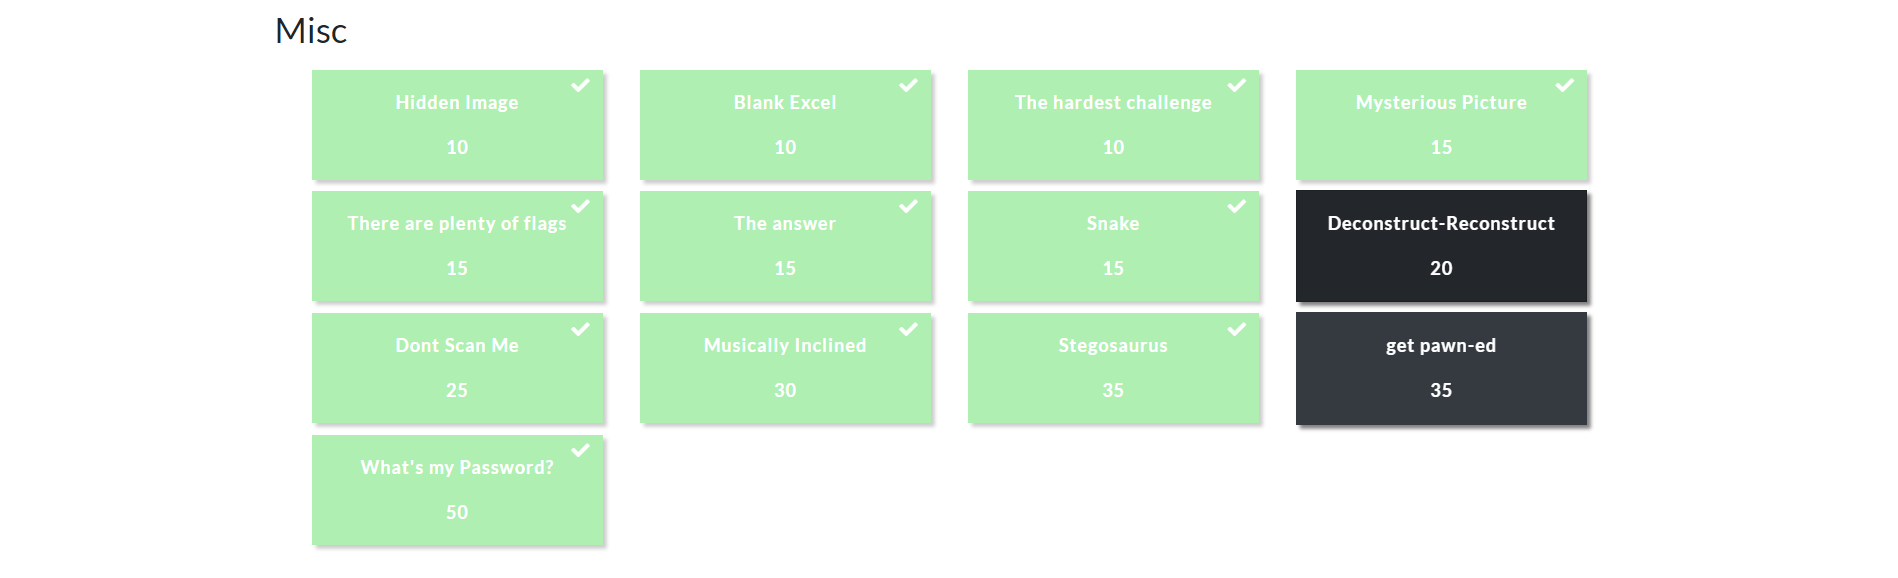 Misc
Hidden Image
10
Blank Excel
10
The hardest challenge
10
Mysterious Picture
15
There are plenty of flags
15
The answer
15
Snake
15
Deconstruct-Reconstruct
20
Dont Scan Me
25
Musically Inclined
30
Stegosaurus
35
get pawn-ed
35
What's my Password?
50